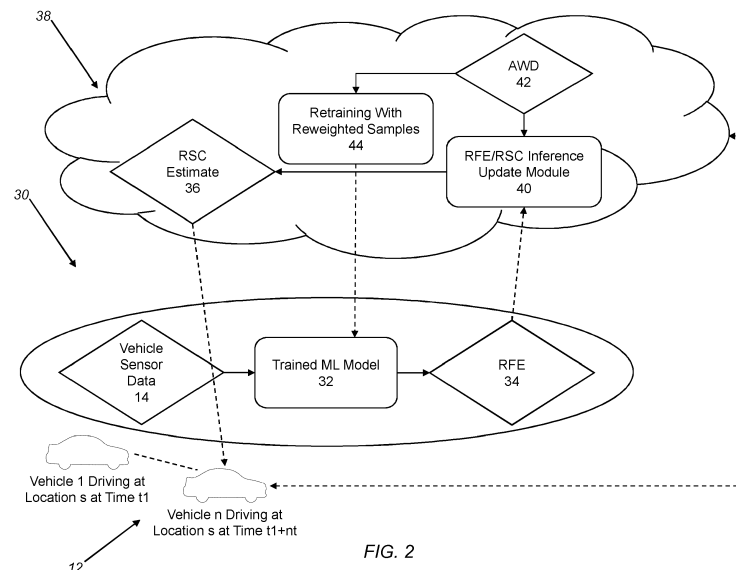 38
AWD
42
Retraining With
Reweighted Samples
44
RSC
Estimate
36
RFE/RSC Inference
Update Module
40
30
Vehicle
Sensor
Data
14
Trained ML Model
32
RFE
34
Vehicle 1 Driving at
Location s at Time t1
Vehicle n Driving at
Location s at Time t1+nt
FIG. 2
12